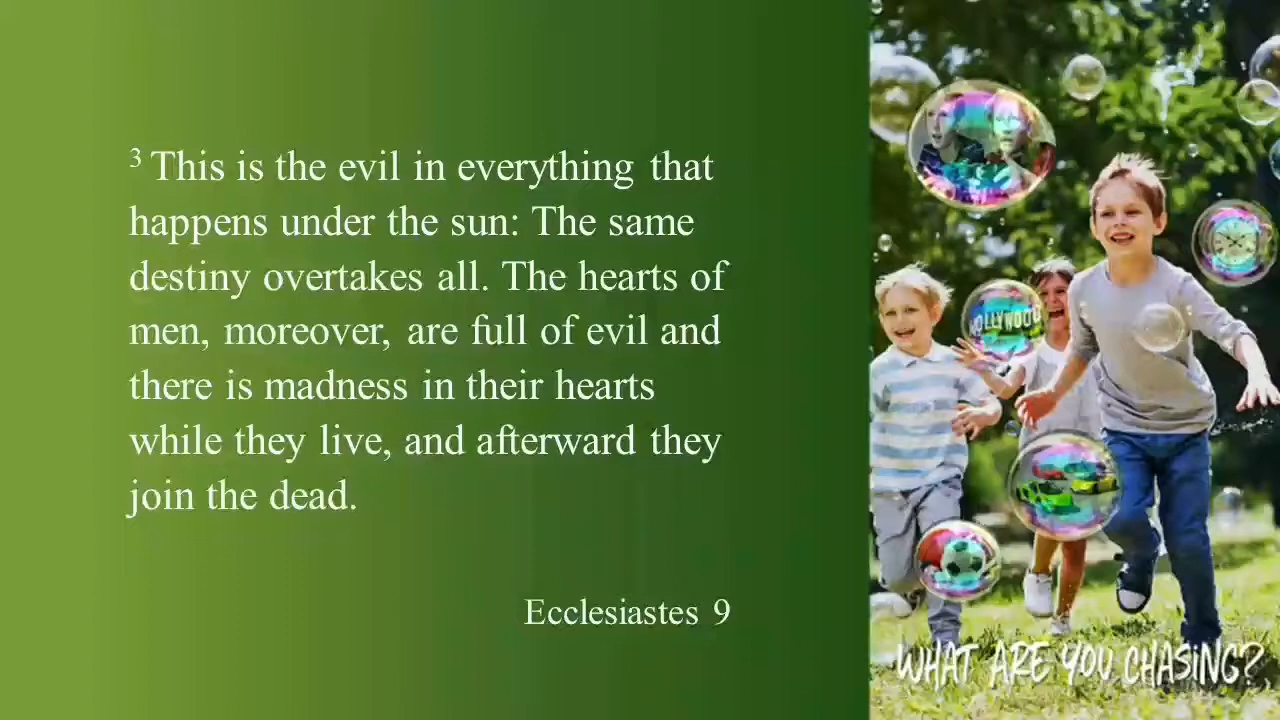 ³ This is the evil in everything that
happens under the sun: The same
destiny overtakes all. The hearts of
men, moreover, are full of evil and
there is madness in their hearts
while they live, and afterward they
join the dead.
Ecclesiastes 9
HOLLYWOOD
WHAT ARE YOU CHASING?